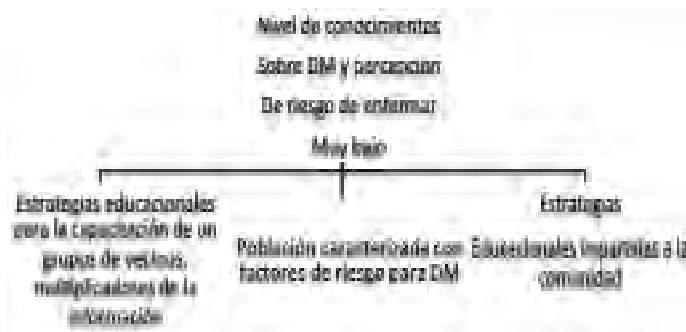 Nivel de conocimientos
Sobre DM y percepción
De riesgo de enfermar
Muy bajo
Estrategias educacionales
para la capacitación de un
grupos de vecinos,
multiplicadores de la
información
Población caracterizada con
factores de riesgo para DM
Estrategias
Educacionales impartidas a la
comunidad